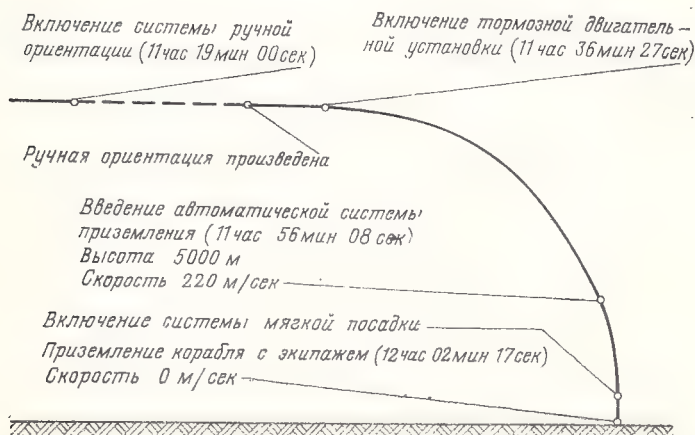 Включение системы ручной
ориентации (11час 19мин 00сек)
Включение тормозной двигатель-
ной установки (11час 36мин 27сек)
Ручная ориентация произведена
Введение автоматической системы
приземления (11час 56мин 08сек)
Высота 5000 м
Скорость 220 м/сек
Включение системы мягкой посадки
Приземление корабля с экипажем (12час 02мин 17сек)
Скорость 0 м/сек